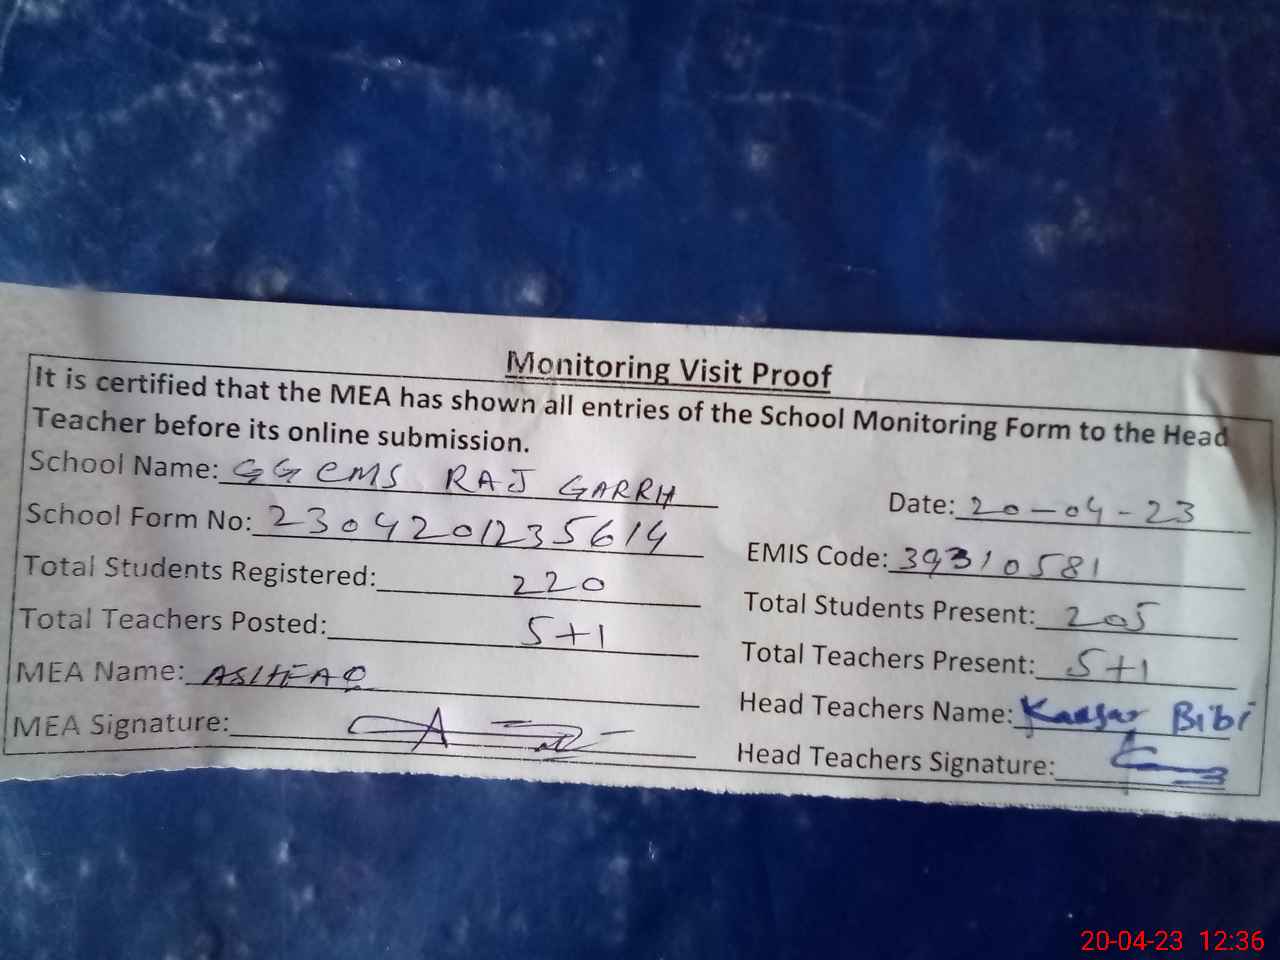 Monitoring Visit Proof
It is certified that the MEA has shown all entries of the School Monitoring Form to the Head
Teacher before its online submission.
School Name: GGCMS RAJ GARRH
Date: 20-04-23
School Form No: 2304201235614
EMIS Code: 39310581
Total Students Registered: 220
Total Students Present: 205
Total Teachers Posted: 5+1
Total Teachers Present: 5+1
MEA Name: ASHFAQ
Head Teachers Name: Kausar Bibi
MEA Signature:
Head Teachers Signature:
20-04-23 12:36